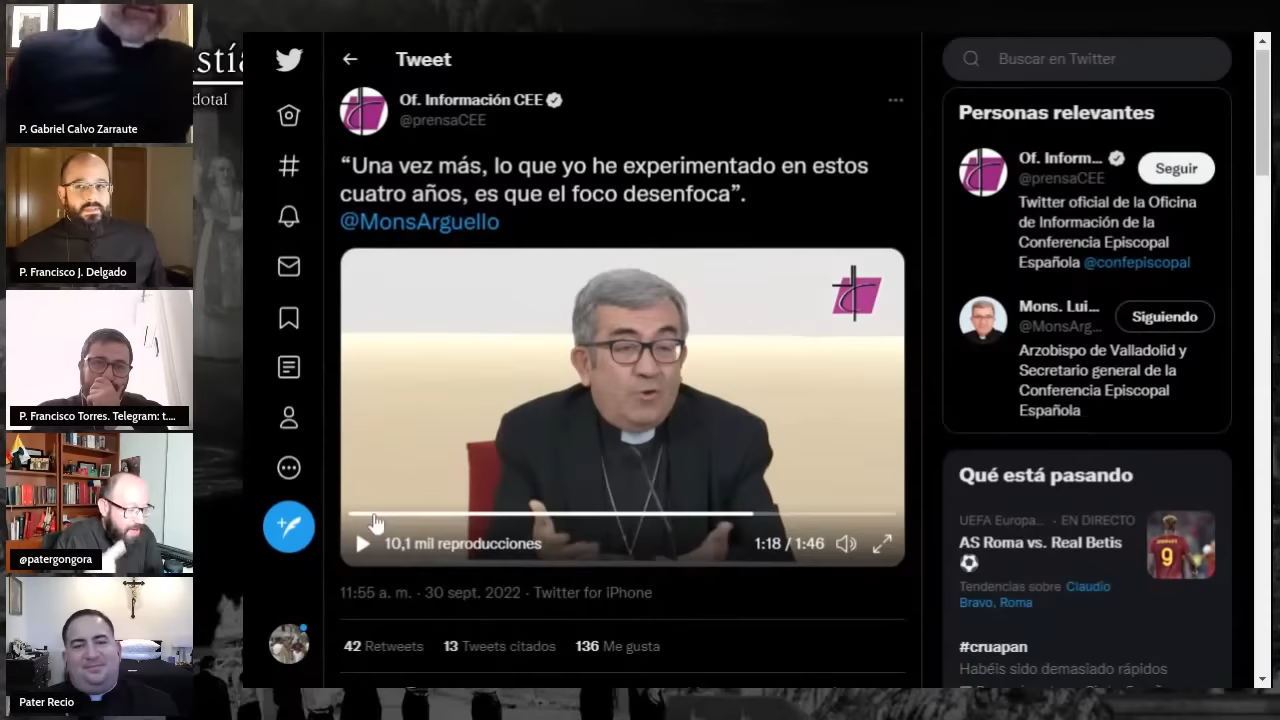 stía
dotal
P. Gabriel Calvo Zarraute
P. Francisco J. Delgado
P. Francisco Torres. Telegram: t....
@patergongora
Pater Recio
Tweet
Of. Información CEE
@prensaCEE
“Una vez más, lo que yo he experimentado en estos
cuatro años, es que el foco desenfoca”.
@MonsArguello
10,1 mil reproducciones
1:18 / 1:46
11:55 a. m. · 30 sept. 2022 · Twitter for iPhone
42 Retweets 13 Tweets citados 136 Me gusta
Buscar en Twitter
Personas relevantes
Of. Inform...
@prensaCEE
Seguir
Twitter oficial de la Oficina
de Información de la
Conferencia Episcopal
Española @confepiscopal
Mons. Lui...
@MonsArg...
Siguiendo
Arzobispo de Valladolid y
Secretario general de la
Conferencia Episcopal
Española
Qué está pasando
UEFA Europa... · EN DIRECTO
AS Roma vs. Real Betis
Tendencias sobre Claudio
Bravo, Roma
9
#cruapan
Habéis sido demasiado rápidos